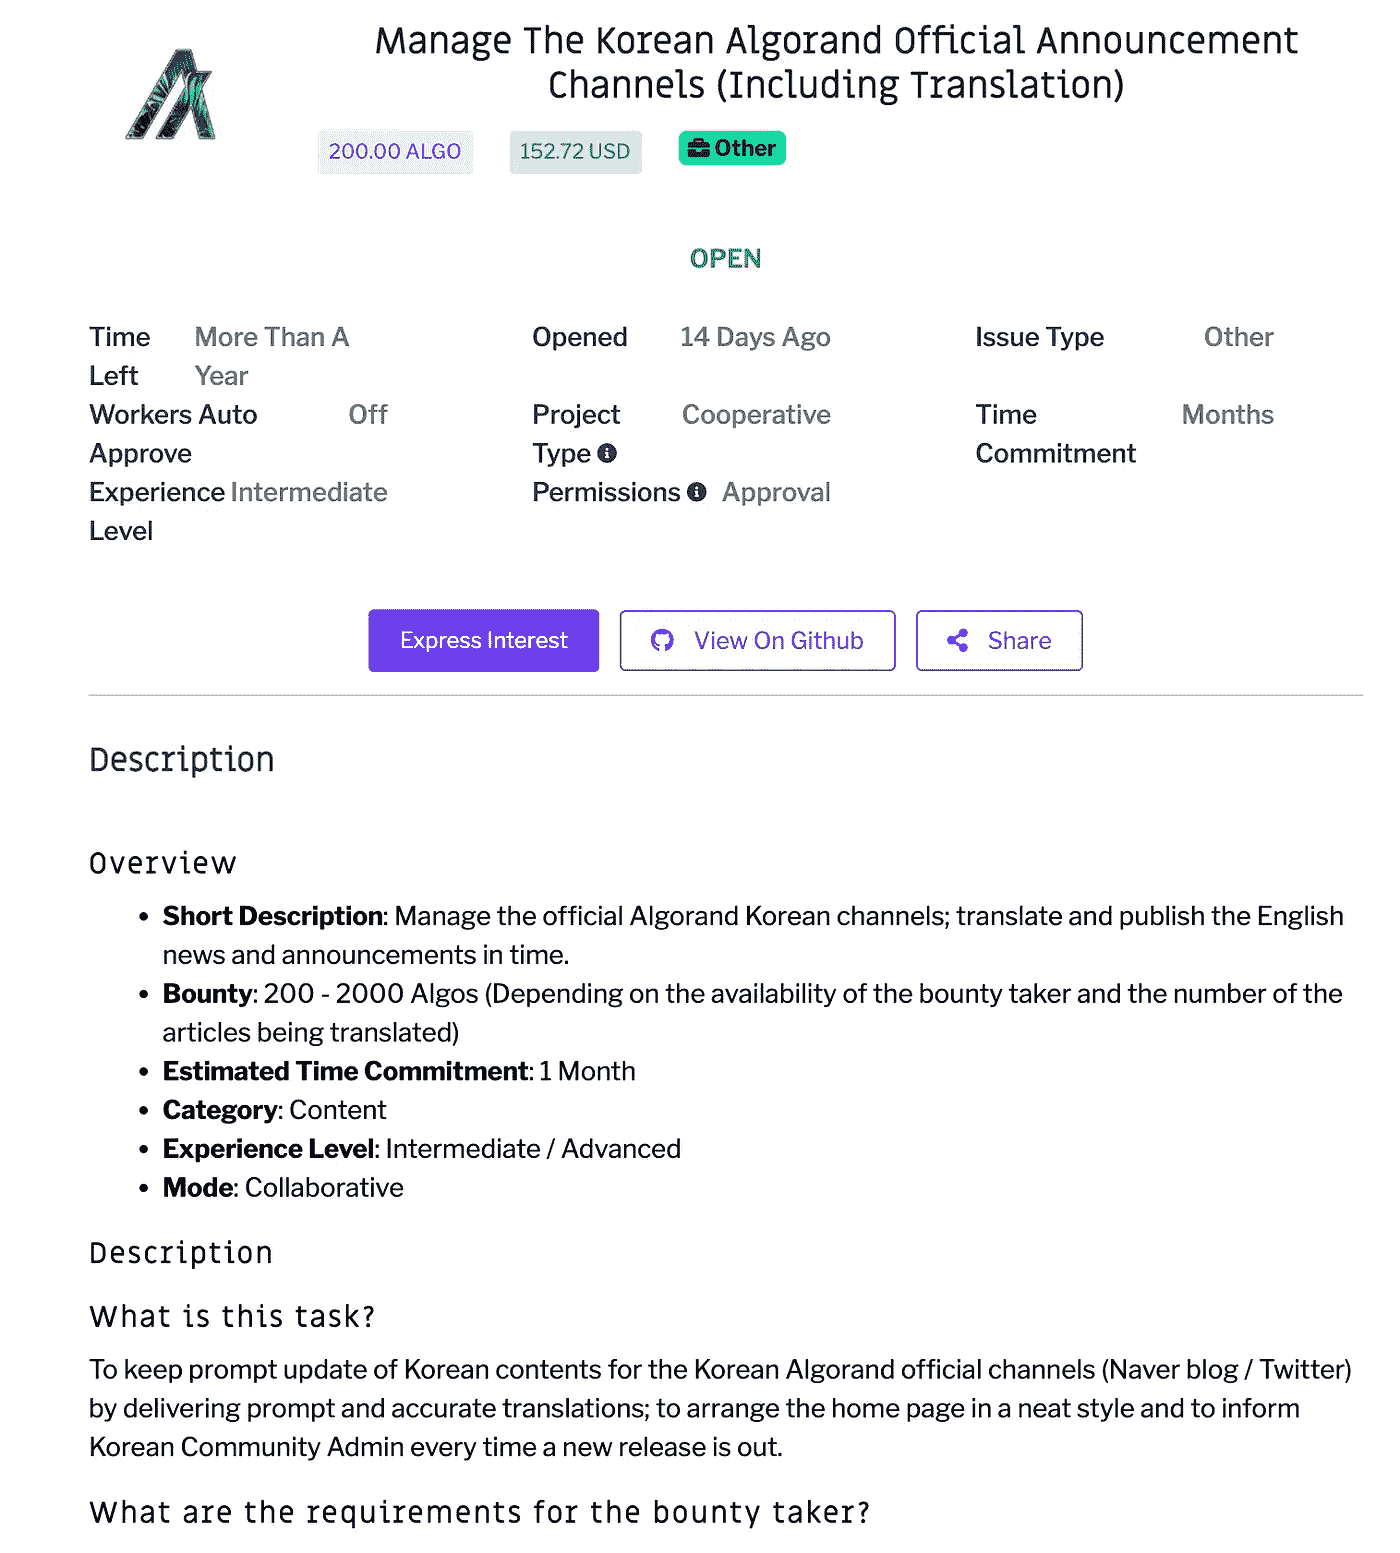 Manage The Korean Algorand Official Announcement
Channels (Including Translation)
200.00 ALGO
152.72 USD
Other
OPEN
Time Left
More Than A Year
Opened
14 Days Ago
Issue Type
Other
Workers Auto Approve
Off
Project Type
Cooperative
Time Commitment
Months
Experience Level
Intermediate
Permissions
Approval
Express Interest
View On Github
Share
Description
Overview
• Short Description: Manage the official Algorand Korean channels; translate and publish the English
news and announcements in time.
• Bounty: 200 - 2000 Algos (Depending on the availability of the bounty taker and the number of the
articles being translated)
• Estimated Time Commitment: 1 Month
• Category: Content
• Experience Level: Intermediate / Advanced
• Mode: Collaborative
Description
What is this task?
To keep prompt update of Korean contents for the Korean Algorand official channels (Naver blog / Twitter)
by delivering prompt and accurate translations; to arrange the home page in a neat style and to inform
Korean Community Admin every time a new release is out.
What are the requirements for the bounty taker?